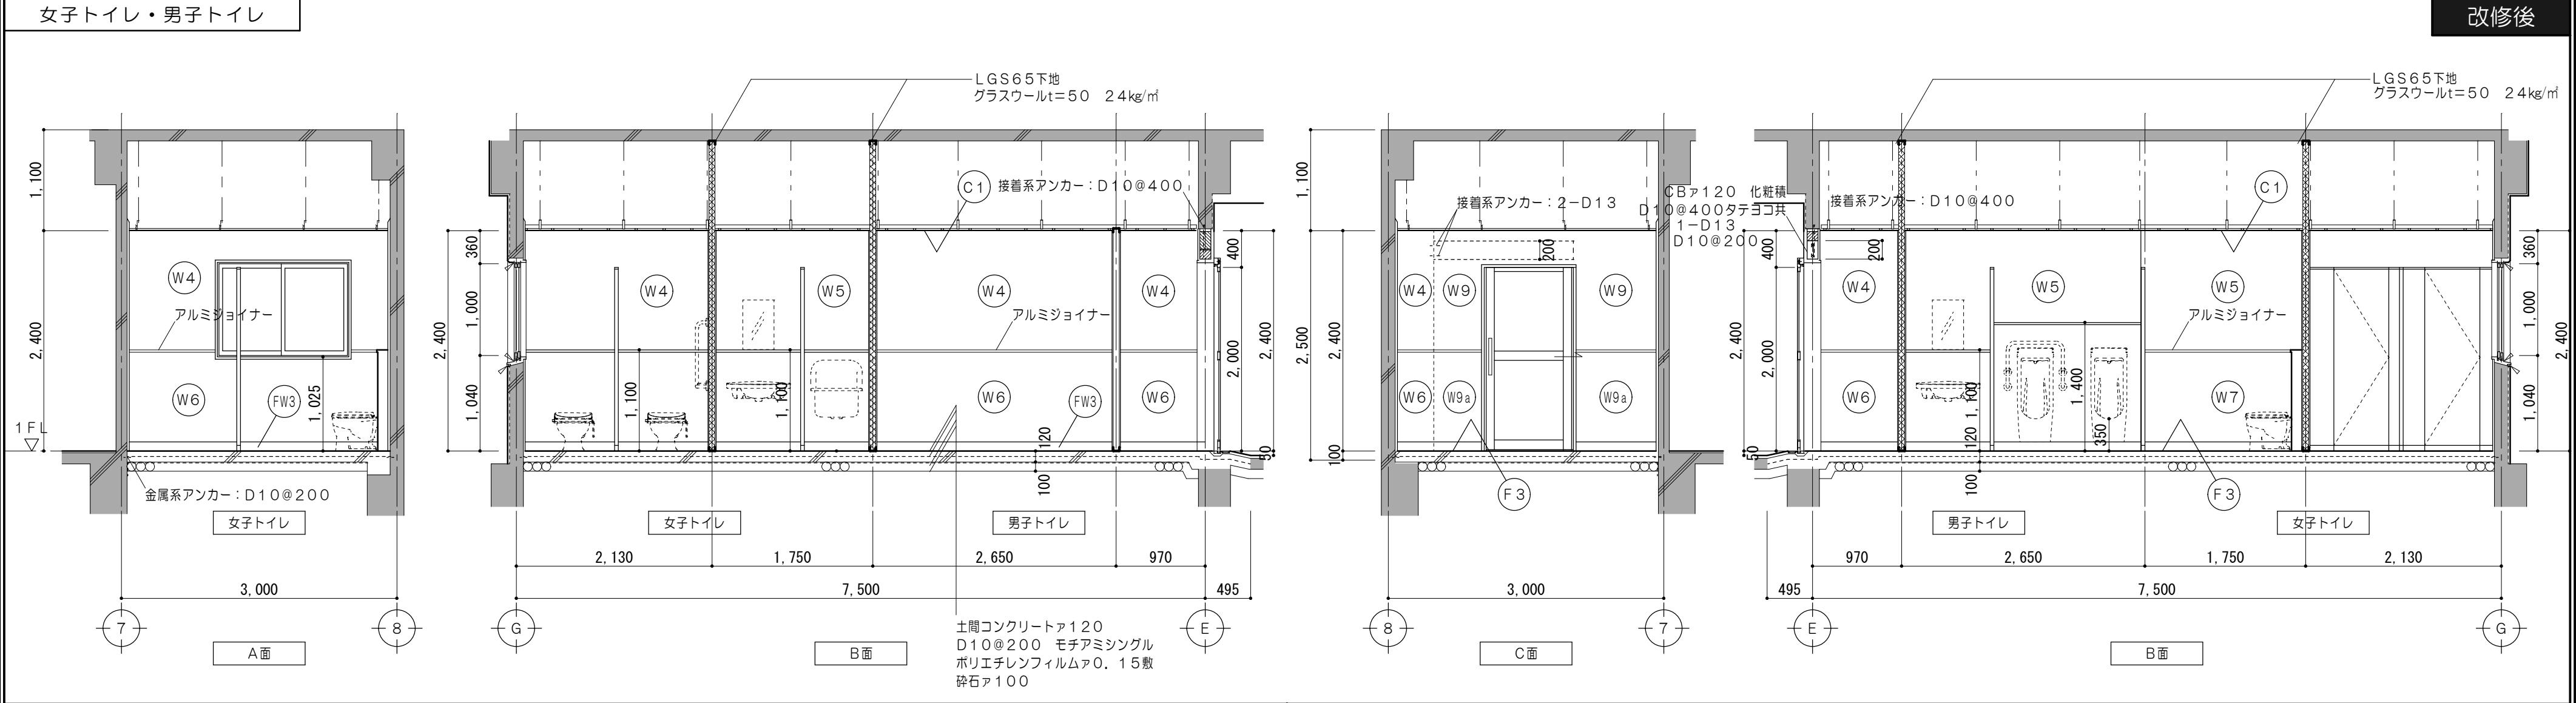 女子トイレ・男子トイレ
改修後
1,100
2,400
1FL
W4
アルミジョイナー
W6
FW3
1,025
金属系アンカー:D10@200
女子トイレ
3,000
7
8
A面
LGS65下地
グラスウールt=50 24kg/㎡
C1
接着系アンカー:D10@400
2,400
360
1,000
1,040
W4
W5
W4
W4
アルミジョイナー
1,100
1,100
W6
FW3
W6
120
100
400
2,000
2,400
女子トイレ
男子トイレ
2,130
1,750
2,650
970
7,500
495
G
E
B面
土間コンクリートァ120
D10@200 モチアミシングル
ポリエチレンフィルムァ0.15敷
砕石ァ100
1,100
2,500
2,400
100
接着系アンカー:2-D13
200
W4
W9
W9
W6
W9a
W9a
F3
3,000
8
7
C面
LGS65下地
グラスウールt=50 24kg/㎡
CBァ120 化粧積
D10@400タテヨコ共
1-D13
D10@200
接着系アンカー:D10@400
C1
2,400
400
2,000
200
W4
W5
W5
アルミジョイナー
W6
1,100
1,400
350
W7
120
100
F3
360
1,000
1,040
2,400
男子トイレ
女子トイレ
970
2,650
1,750
2,130
495
7,500
E
G
B面